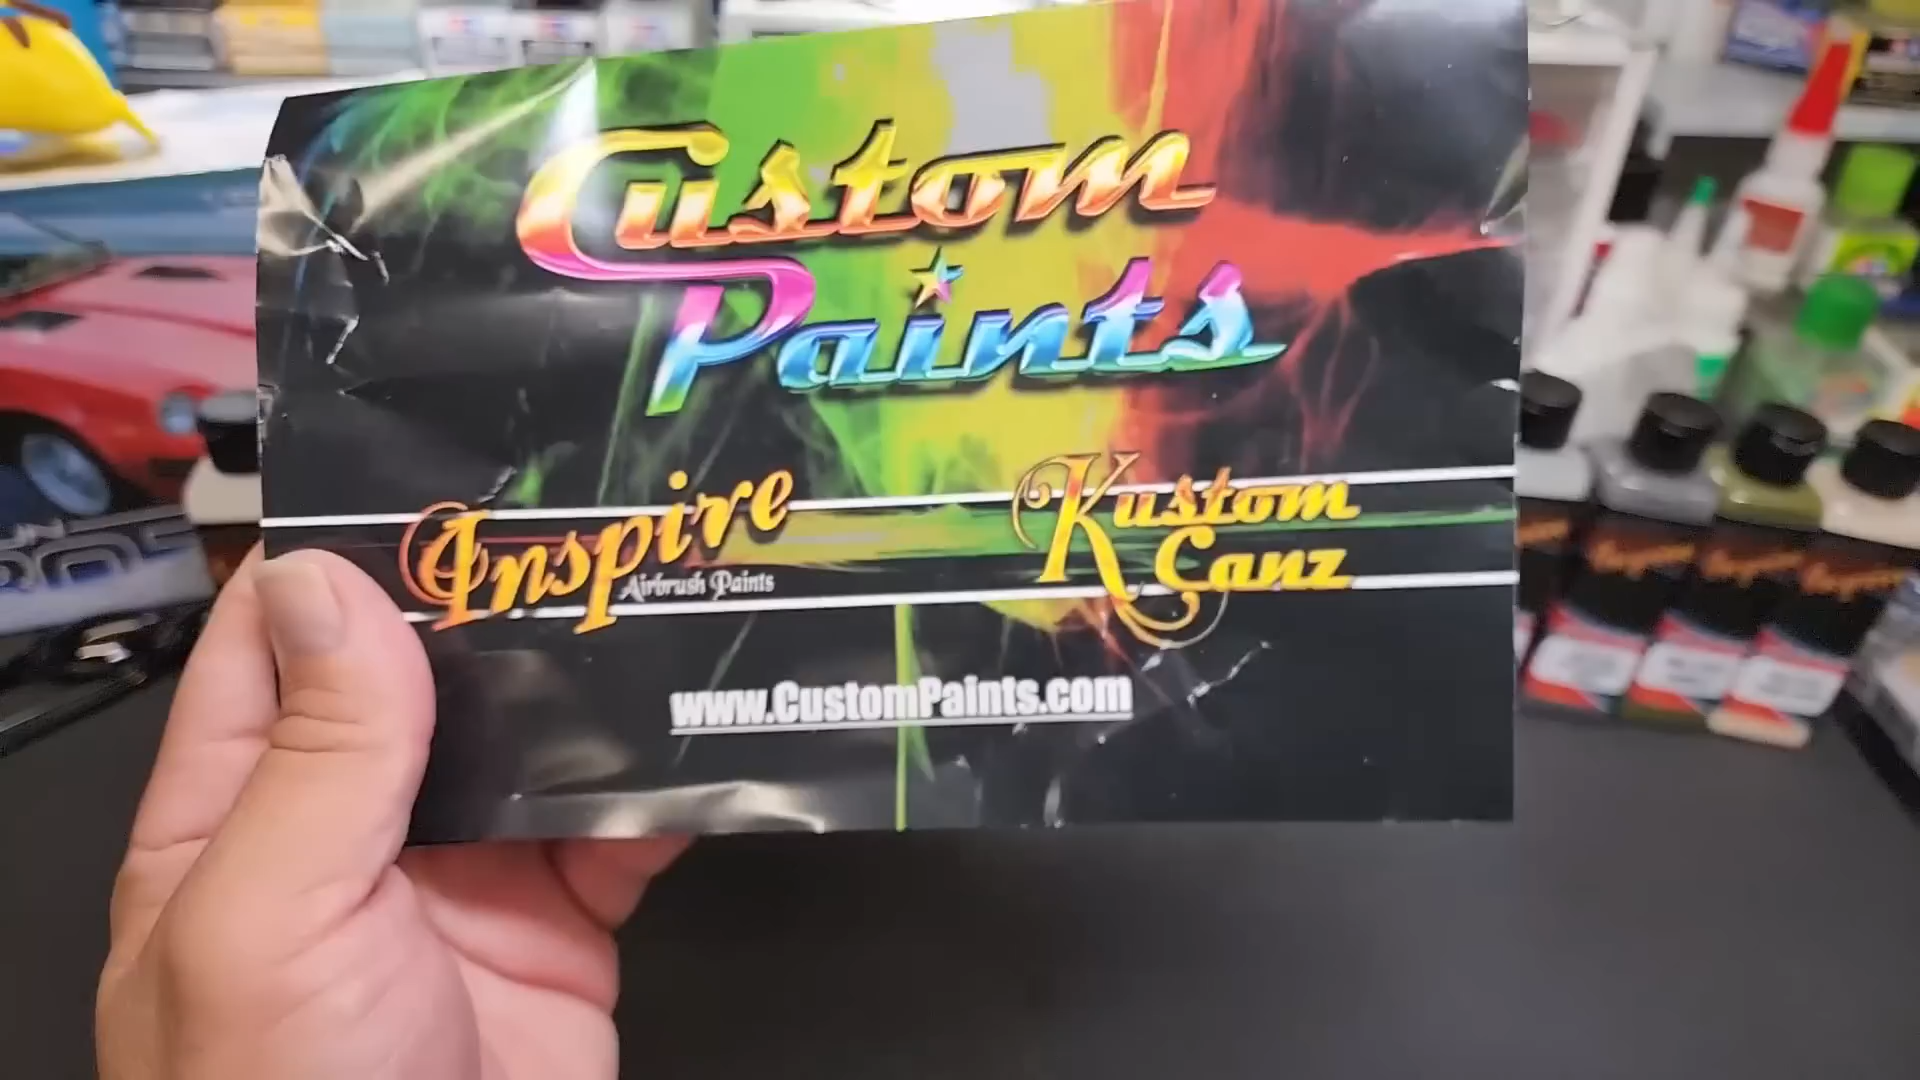 Custom
Paints
Inspire
Airbrush Paints
Kustom
Canz
www.CustomPaints.com